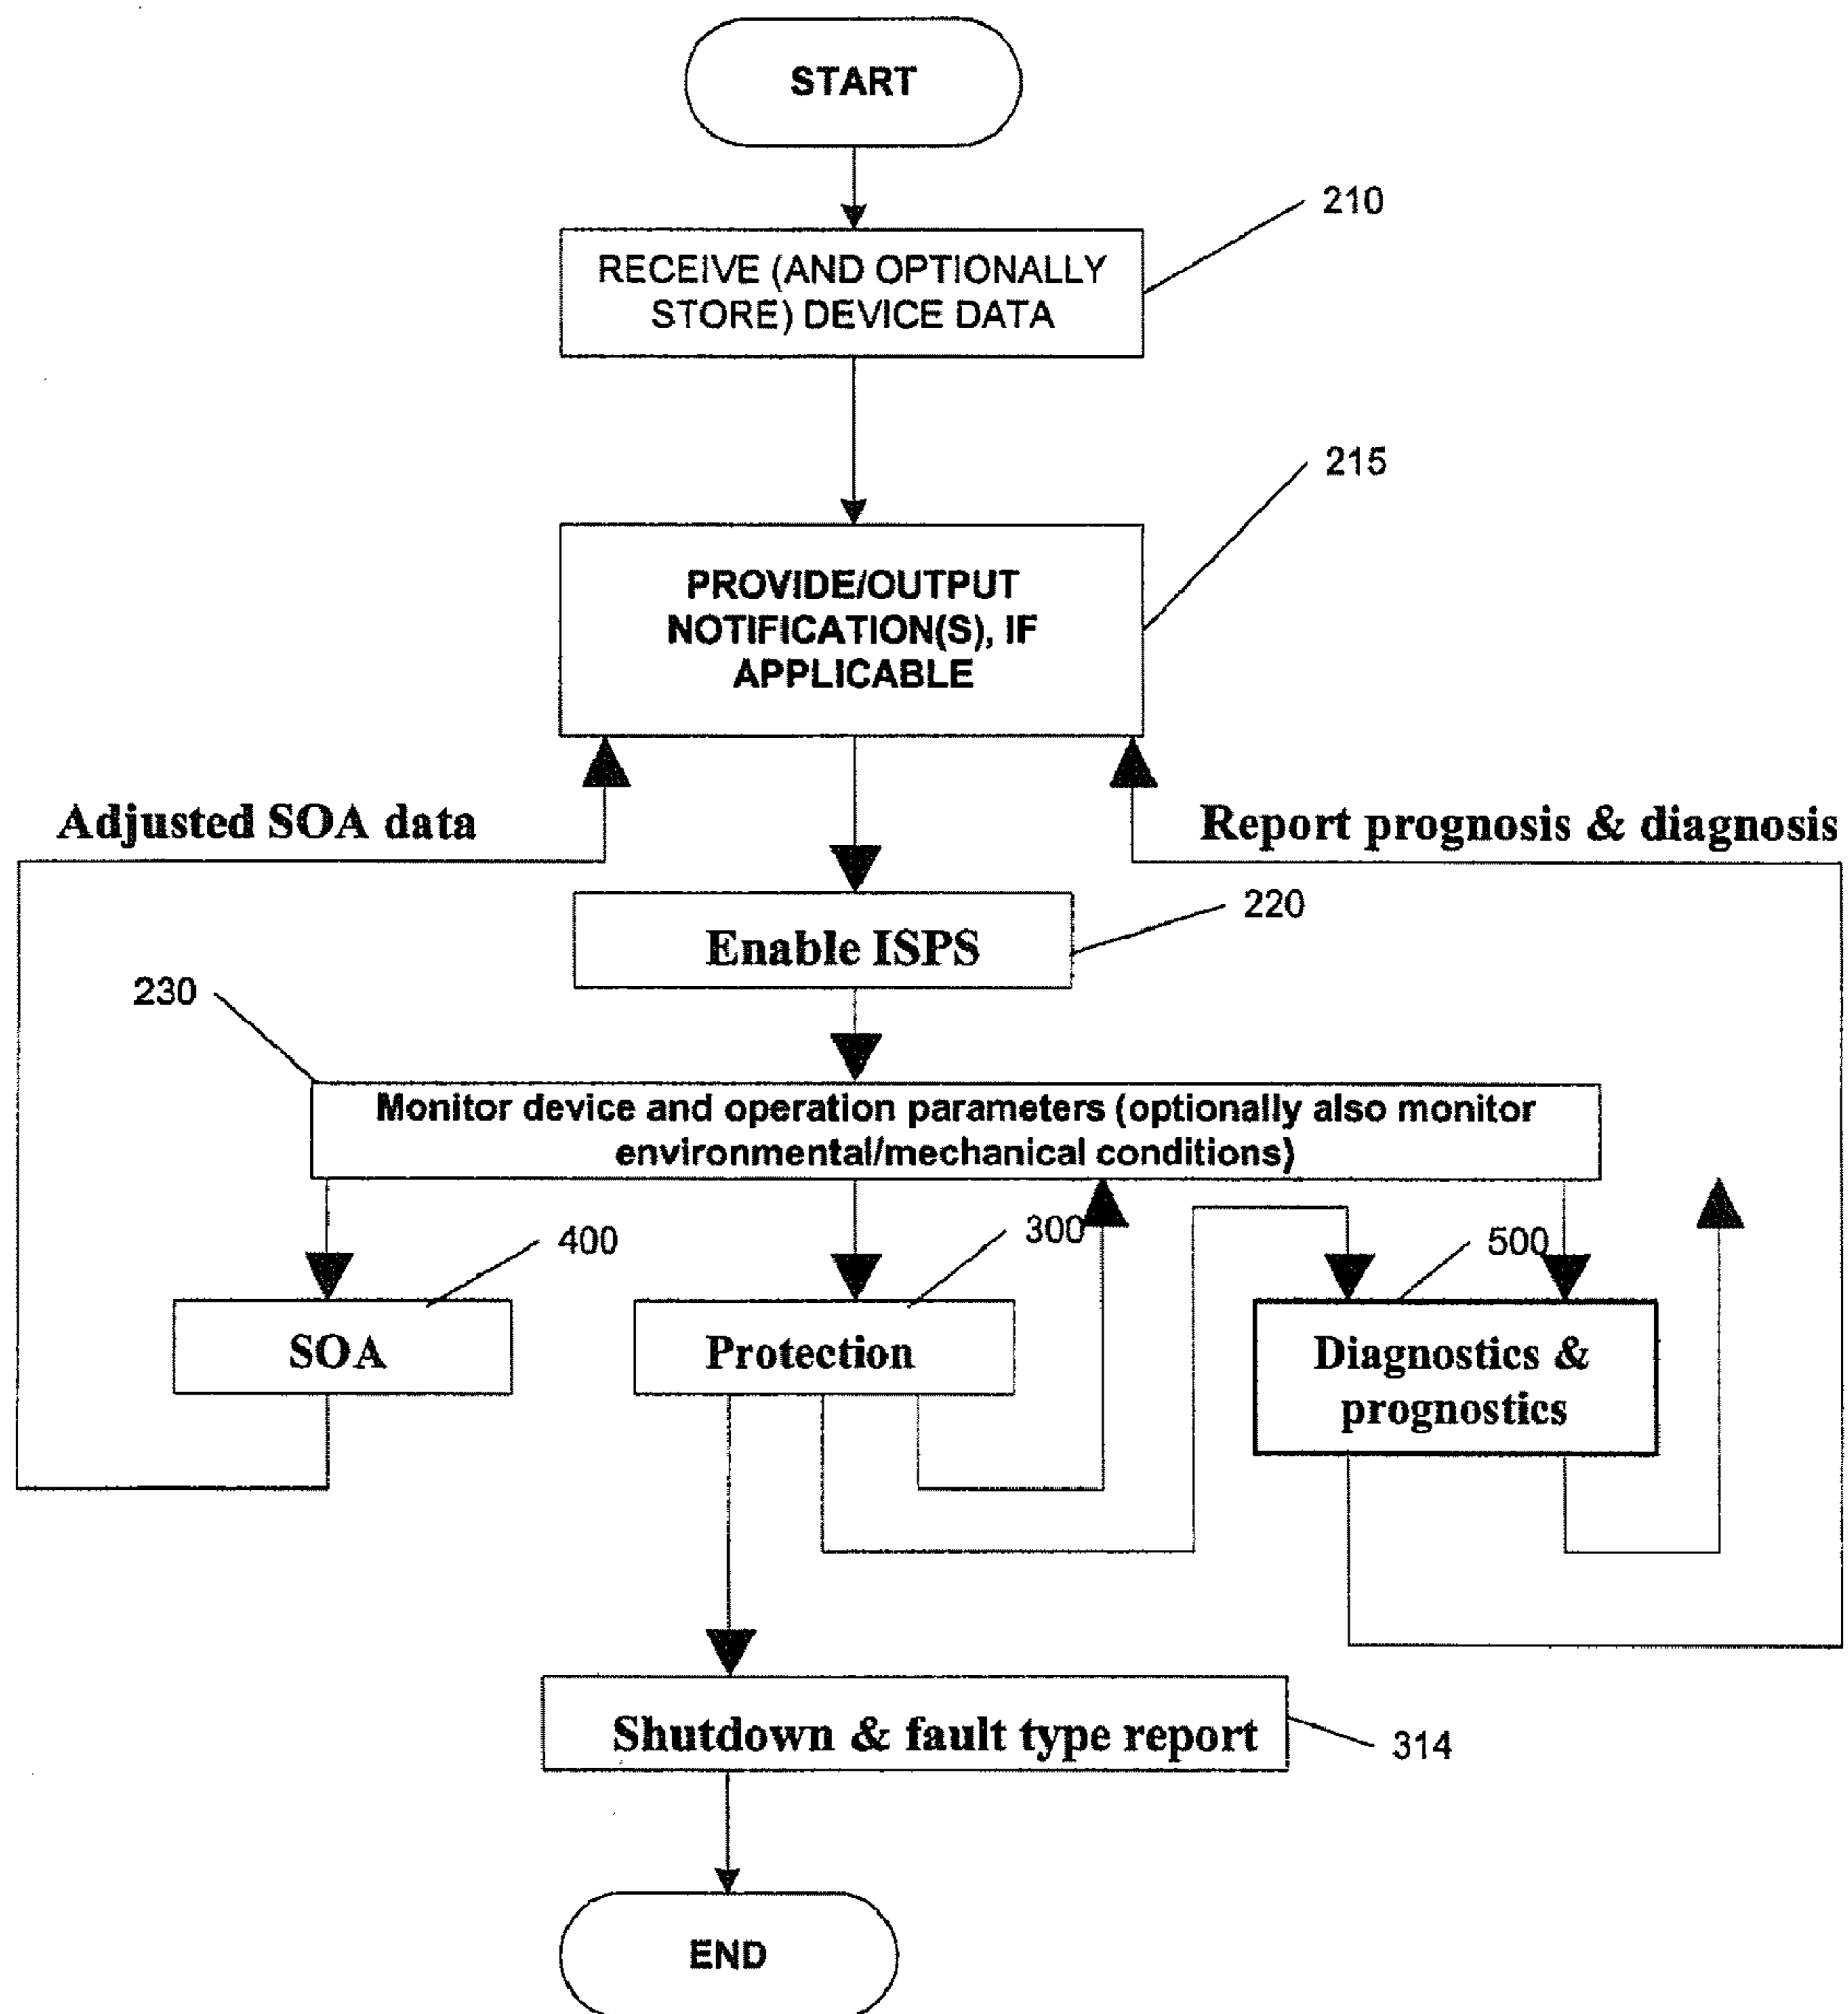 START
210
RECEIVE (AND OPTIONALLY
STORE) DEVICE DATA
215
PROVIDE/OUTPUT
NOTIFICATION(S), IF
APPLICABLE
Adjusted SOA data
Report prognosis & diagnosis
220
Enable ISPS
230
Monitor device and operation parameters (optionally also monitor
environmental/mechanical conditions)
400
300
500
SOA
Protection
Diagnostics &
prognostics
Shutdown & fault type report
314
END